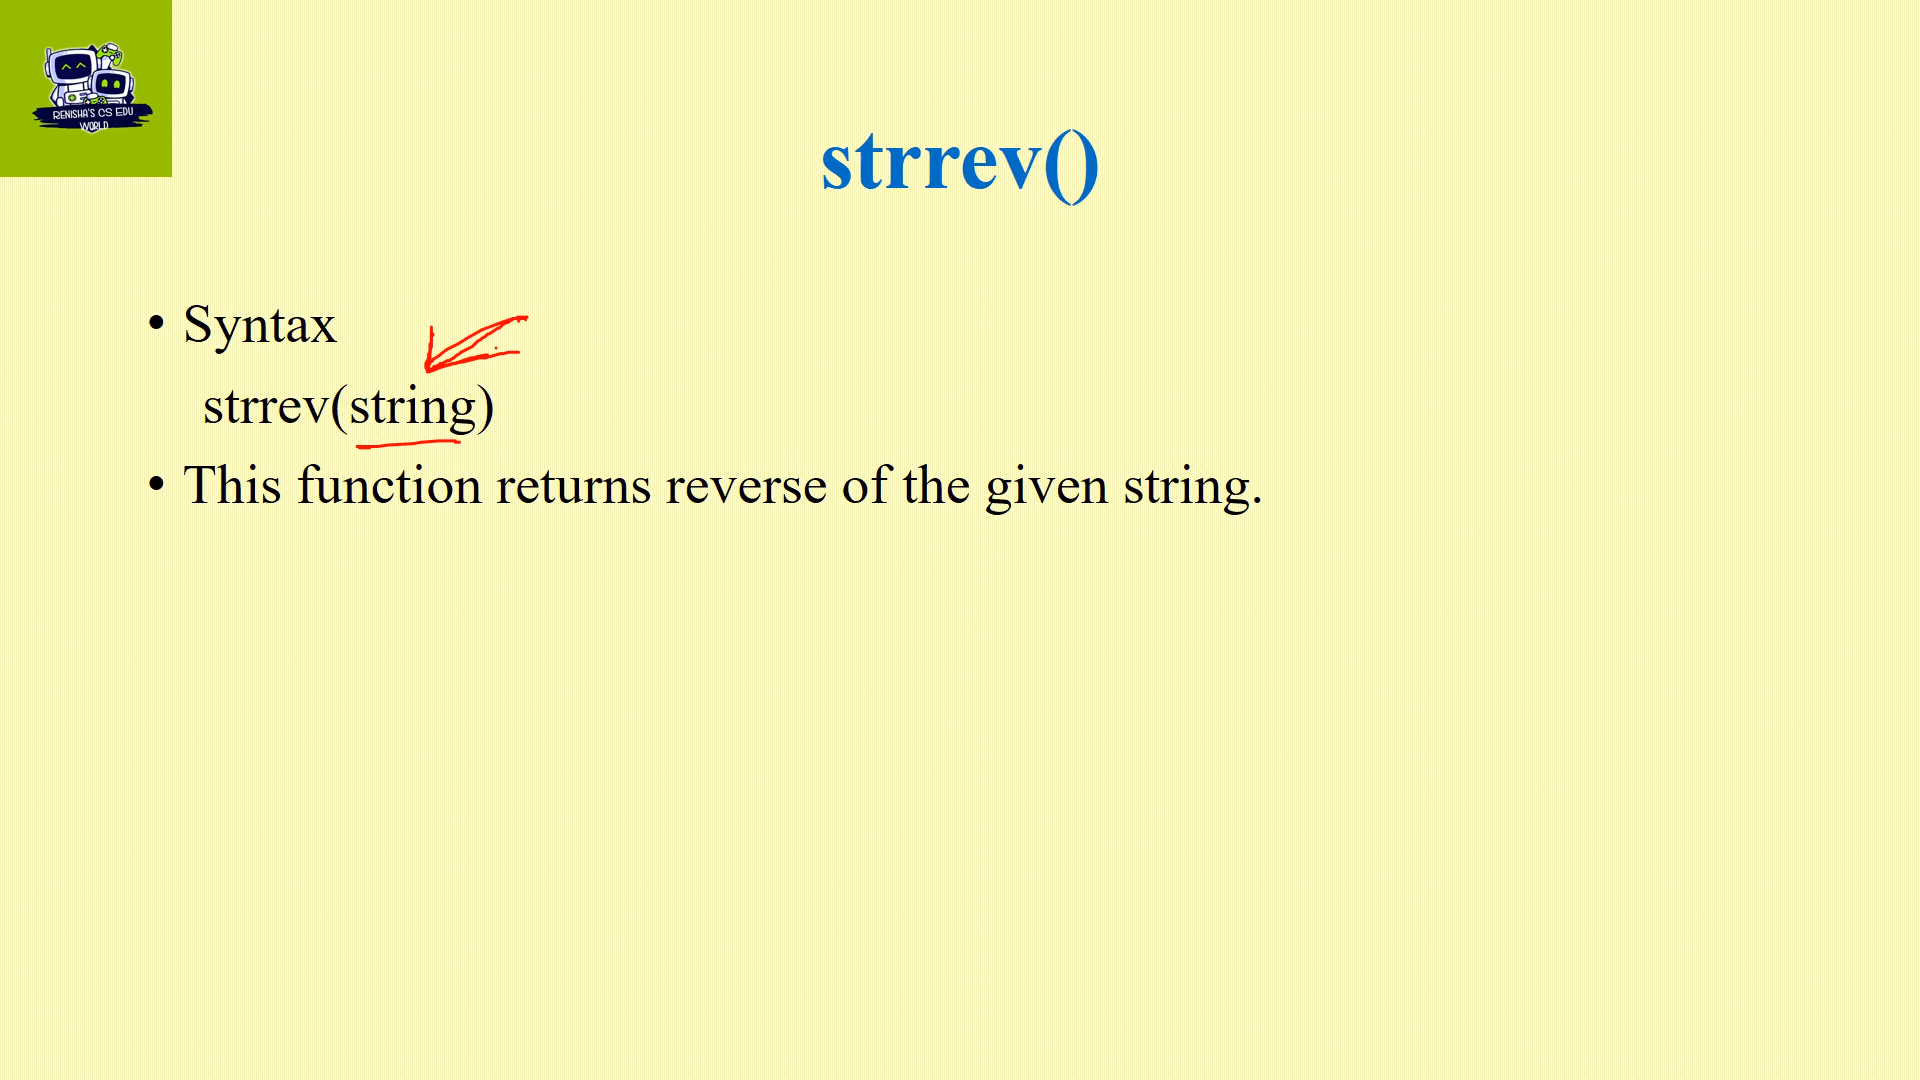 RENISHA'S CS EDU
WORLD
strrev()
• Syntax
strrev(string)
• This function returns reverse of the given string.